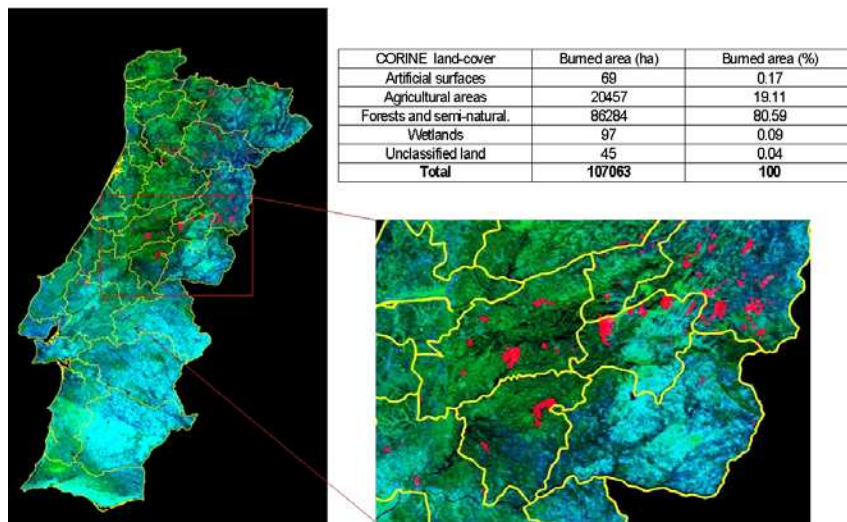 CORINE land-cover Burned area (ha) Burned area (%)
Artificial surfaces 69 0.17
Agricultural areas 20457 19.11
Forests and semi-natural. 86284 80.59
Wetlands 97 0.09
Unclassified land 45 0.04
Total 107063 100